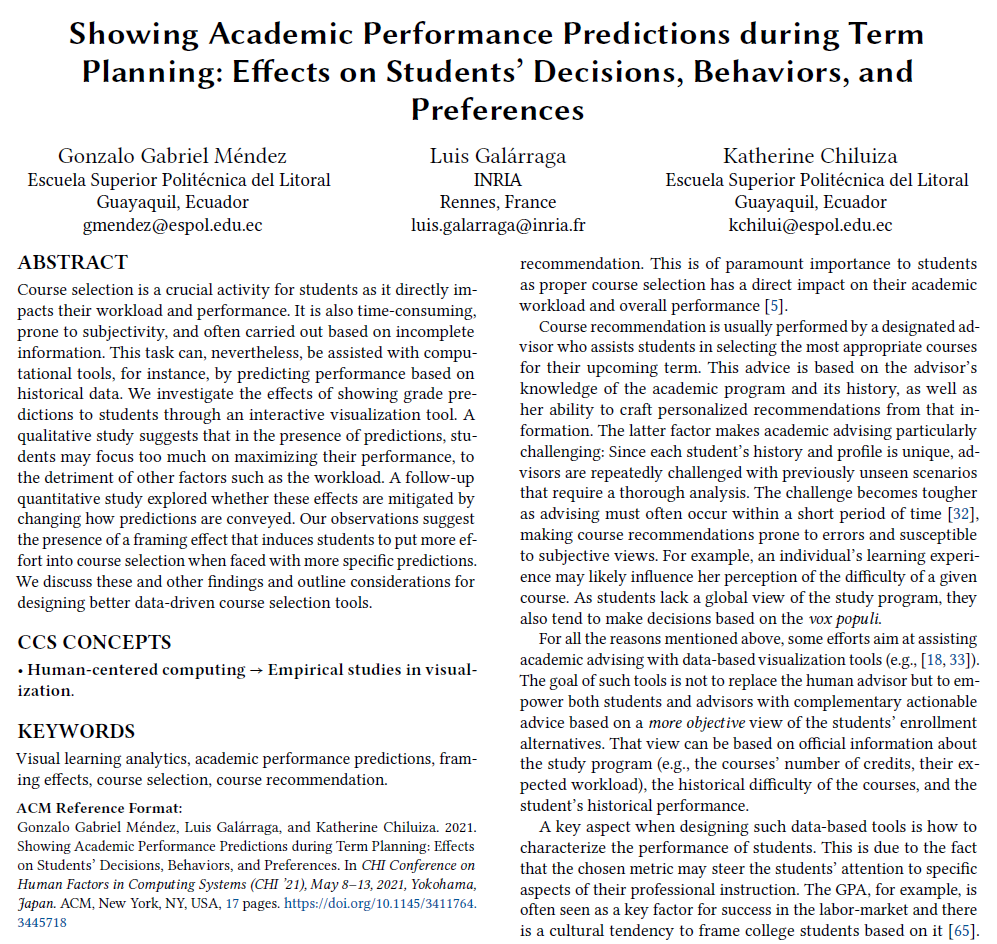 Showing Academic Performance Predictions during Term
Planning: Effects on Students' Decisions, Behaviors, and
Preferences
Gonzalo Gabriel Méndez
Escuela Superior Politécnica del Litoral
Guayaquil, Ecuador
gmendez@espol.edu.ec
Luis Galárraga
INRIA
Rennes, France
luis.galarraga@inria.fr
Katherine Chiluiza
Escuela Superior Politécnica del Litoral
Guayaquil, Ecuador
kchilui@espol.edu.ec
ABSTRACT
Course selection is a crucial activity for students as it directly im-
pacts their workload and performance. It is also time-consuming,
prone to subjectivity, and often carried out based on incomplete
information. This task can, nevertheless, be assisted with compu-
tational tools, for instance, by predicting performance based on
historical data. We investigate the effects of showing grade pre-
dictions to students through an interactive visualization tool. A
qualitative study suggests that in the presence of predictions, stu-
dents may focus too much on maximizing their performance, to
the detriment of other factors such as the workload. A follow-up
quantitative study explored whether these effects are mitigated by
changing how predictions are conveyed. Our observations suggest
the presence of a framing effect that induces students to put more ef-
fort into course selection when faced with more specific predictions.
We discuss these and other findings and outline considerations for
designing better data-driven course selection tools.
CCS CONCEPTS
• Human-centered computing → Empirical studies in visual-
ization.
KEYWORDS
Visual learning analytics, academic performance predictions, fram-
ing effects, course selection, course recommendation.
ACM Reference Format:
Gonzalo Gabriel Méndez, Luis Galárraga, and Katherine Chiluiza. 2021.
Showing Academic Performance Predictions during Term Planning: Effects
on Students' Decisions, Behaviors, and Preferences. In CHI Conference on
Human Factors in Computing Systems (CHI '21), May 8–13, 2021, Yokohama,
Japan. ACM, New York, NY, USA, 17 pages. https://doi.org/10.1145/3411764.
3445718
recommendation. This is of paramount importance to students
as proper course selection has a direct impact on their academic
workload and overall performance [5].
Course recommendation is usually performed by a designated ad-
visor who assists students in selecting the most appropriate courses
for their upcoming term. This advice is based on the advisor's
knowledge of the academic program and its history, as well as
her ability to craft personalized recommendations from that in-
formation. The latter factor makes academic advising particularly
challenging: Since each student's history and profile is unique, ad-
visors are repeatedly challenged with previously unseen scenarios
that require a thorough analysis. The challenge becomes tougher
as advising must often occur within a short period of time [32],
making course recommendations prone to errors and susceptible
to subjective views. For example, an individual's learning experi-
ence may likely influence her perception of the difficulty of a given
course. As students lack a global view of the study program, they
also tend to make decisions based on the vox populi.
For all the reasons mentioned above, some efforts aim at assisting
academic advising with data-based visualization tools (e.g., [18, 33]).
The goal of such tools is not to replace the human advisor but to em-
power both students and advisors with complementary actionable
advice based on a more objective view of the students' enrollment
alternatives. That view can be based on official information about
the study program (e.g., the courses' number of credits, their ex-
pected workload), the historical difficulty of the courses, and the
student's historical performance.
A key aspect when designing such data-based tools is how to
characterize the performance of students. This is due to the fact
that the chosen metric may steer the students' attention to specific
aspects of their professional instruction. The GPA, for example, is
often seen as a key factor for success in the labor-market and there
is a cultural tendency to frame college students based on it [65].